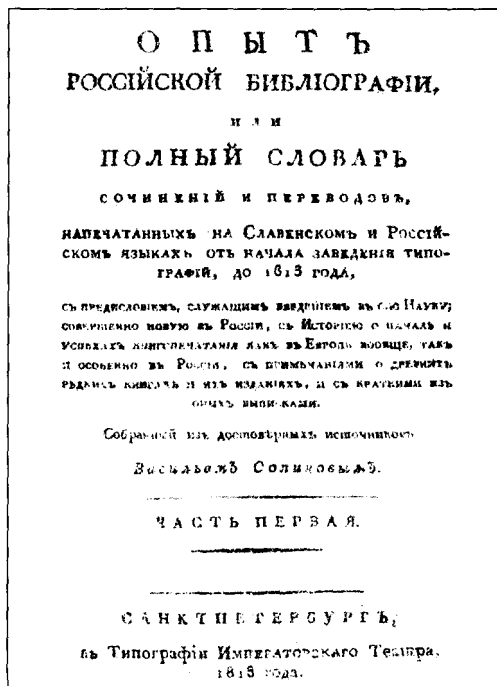 О П Ы Т Ъ
РОССІЙСКОЙ БИБЛІОГРАФІИ,
или
ПОЛНЫЙ СЛОВАРЬ
СОЧИНЕНІЙ И ПЕРЕВОДОВЪ,
НАПЕЧАТАННЫХЪ НА СЛАВЕНСКОМЪ И РОССІЙ-
СКОМЪ ЯЗЫКАХЪ ОТЪ НАЧАЛА ЗАВЕДЕНІЯ ТИПО-
ГРАФІЙ, ДО 1813 ГОДА,
СЪ ПРЕДИСЛОВІЕМЪ, СЛУЖАЩИМЪ ВВЕДЕНІЕМЪ ВЪ СІЮ НАУКУ;
СОВЕРШЕННО НОВУЮ ВЪ РОССІИ, СЪ ИСТОРІЕЮ О НАЧАЛѢ И
УСПѢХАХЪ КНИГОПЕЧАТАНІЯ КАКЪ ВЪ ЕВРОПѢ ВООБЩЕ, ТАКЪ
И ОСОБЕННО ВЪ РОССІИ, СЪ ПРИМѢЧАНІЯМИ О ДРЕВНИХЪ
РѢДКИХЪ КНИГАХЪ И ИХЪ ИЗДАНІЯХЪ, И СЪ КРАТКИМИ ИЗЪ
ОНЫХЪ ВЫПИСКАМИ.
Собранный изъ достовѣрныхъ источниковъ
Васильемъ Сопиковымъ.
ЧАСТЬ ПЕРВАЯ.
САНКТПЕТЕРБУРГЪ,
въ Типографіи Императорскаго Театра,
1813 года.